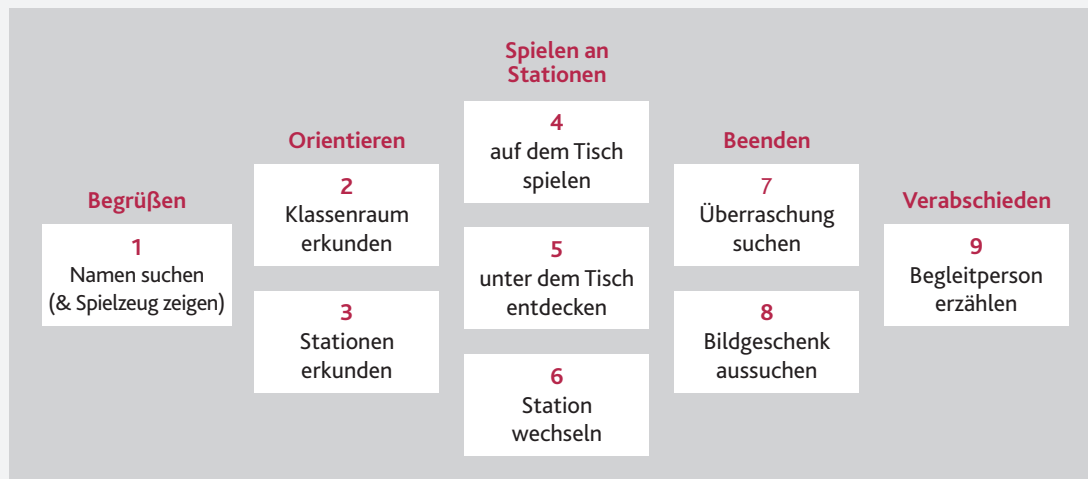 Begrüßen
1
Namen suchen
(& Spielzeug zeigen)
Orientieren
2
Klassenraum
erkunden
3
Stationen
erkunden
Spielen an
Stationen
4
auf dem Tisch
spielen
5
unter dem Tisch
entdecken
6
Station
wechseln
Beenden
7
Überraschung
suchen
8
Bildgeschenk
aussuchen
Verabschieden
9
Begleitperson
erzählen